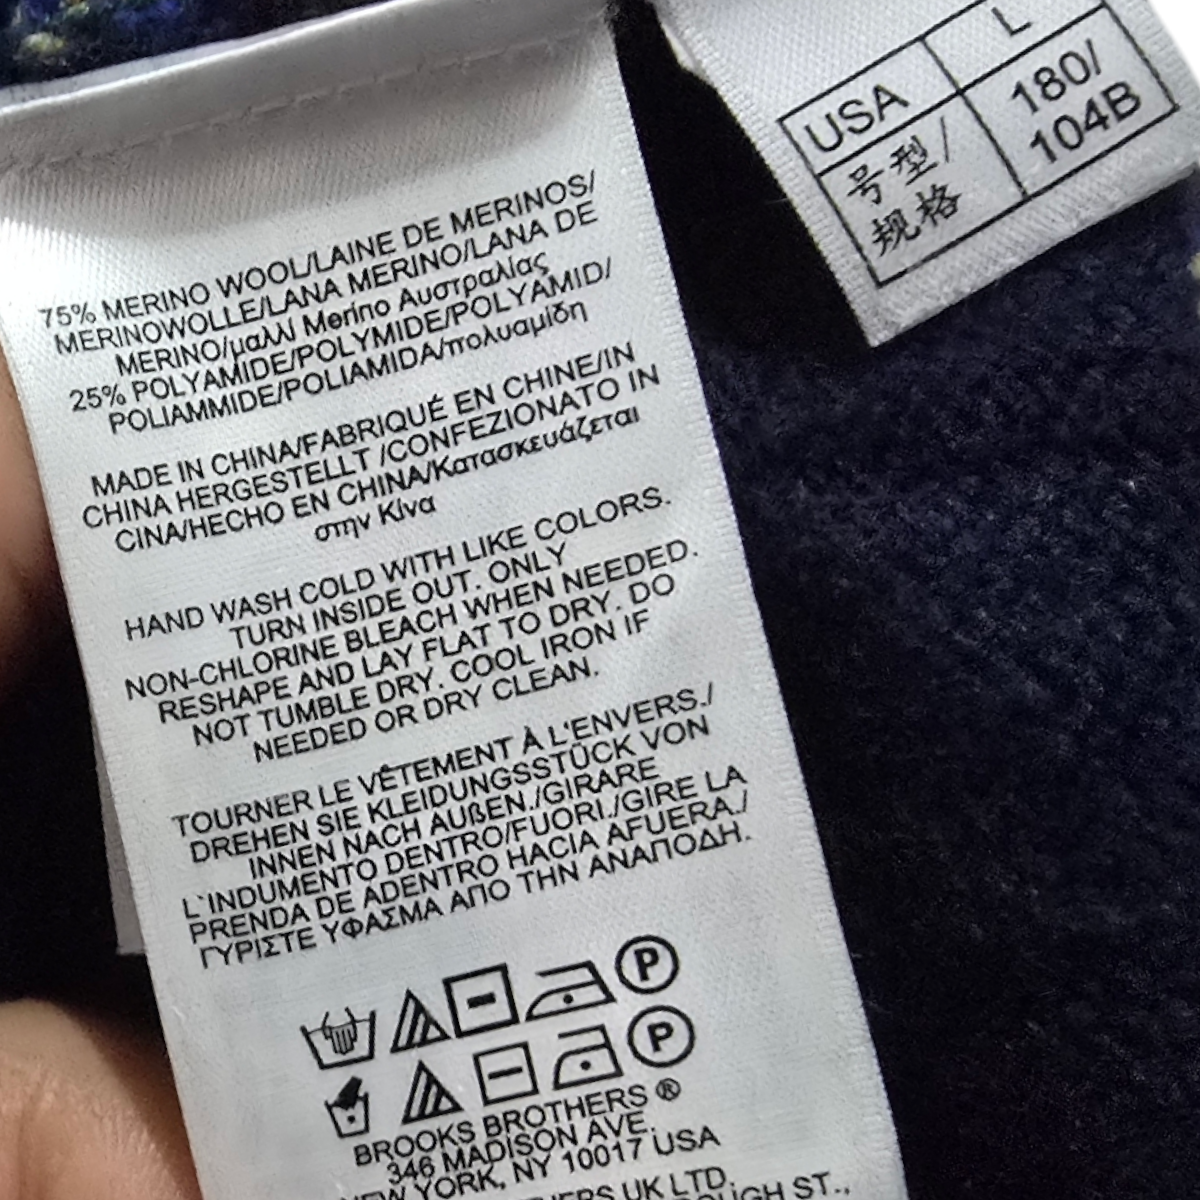 75% MERINO WOOL/LAINE DE MERINOS/
MERINOWOLLE/LANA MERINO/LANA DE
MERINO/μαλλί Merino Αυστραλίας
25% POLYAMIDE/POLYMIDE/POLYAMID/
POLIAMMIDE/POLIAMIDA/πολυαμίδη
MADE IN CHINA/FABRIQUÉ EN CHINE/IN
CHINA HERGESTELLT /CONFEZIONATO IN
CINA/HECHO EN CHINA/Κατασκευάζεται
στην Κίνα
HAND WASH COLD WITH LIKE COLORS.
TURN INSIDE OUT. ONLY
NON-CHLORINE BLEACH WHEN NEEDED.
RESHAPE AND LAY FLAT TO DRY. DO
NOT TUMBLE DRY. COOL IRON IF
NEEDED OR DRY CLEAN.
TOURNER LE VÊTEMENT À L'ENVERS./
DREHEN SIE KLEIDUNGSSTÜCK VON
INNEN NACH AUßEN./GIRARE
L`INDUMENTO DENTRO/FUORI./GIRE LA
PRENDA DE ADENTRO HACIA AFUERA./
ΓΥΡΙΣΤΕ ΥΦΑΣΜΑ ΑΠΟ ΤΗΝ ΑΝΑΠΟΔΗ.
P
P
BROOKS BROTHERS ®
346 MADISON AVE.
NEW YORK, NY 10017 USA
UK LTD.
ST.,
USA L
号型/ 180/
规格 104B